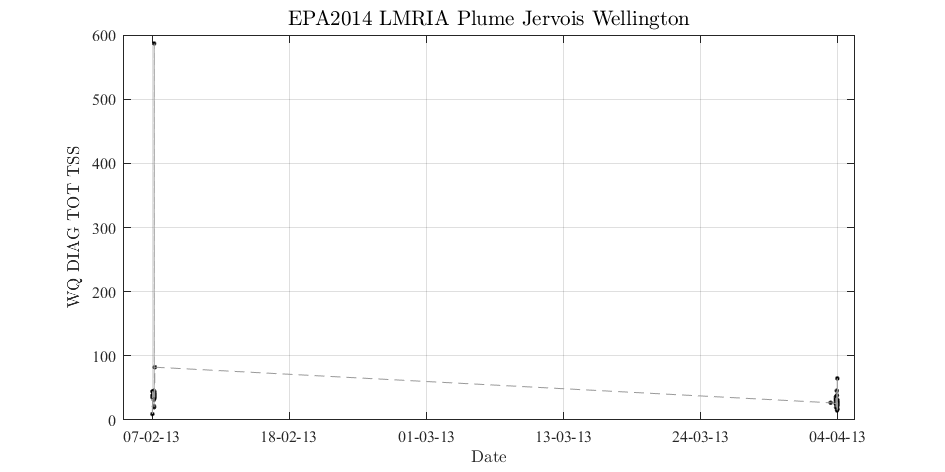 EPA2014 LMRIA Plume Jervois Wellington
WQ DIAG TOT TSS
600
500
400
300
200
100
0
07-02-13 18-02-13 01-03-13 13-03-13 24-03-13 04-04-13
Date